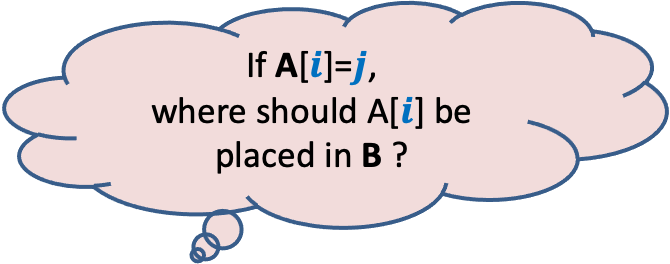 If A[i]=j,
where should A[i] be
placed in B ?